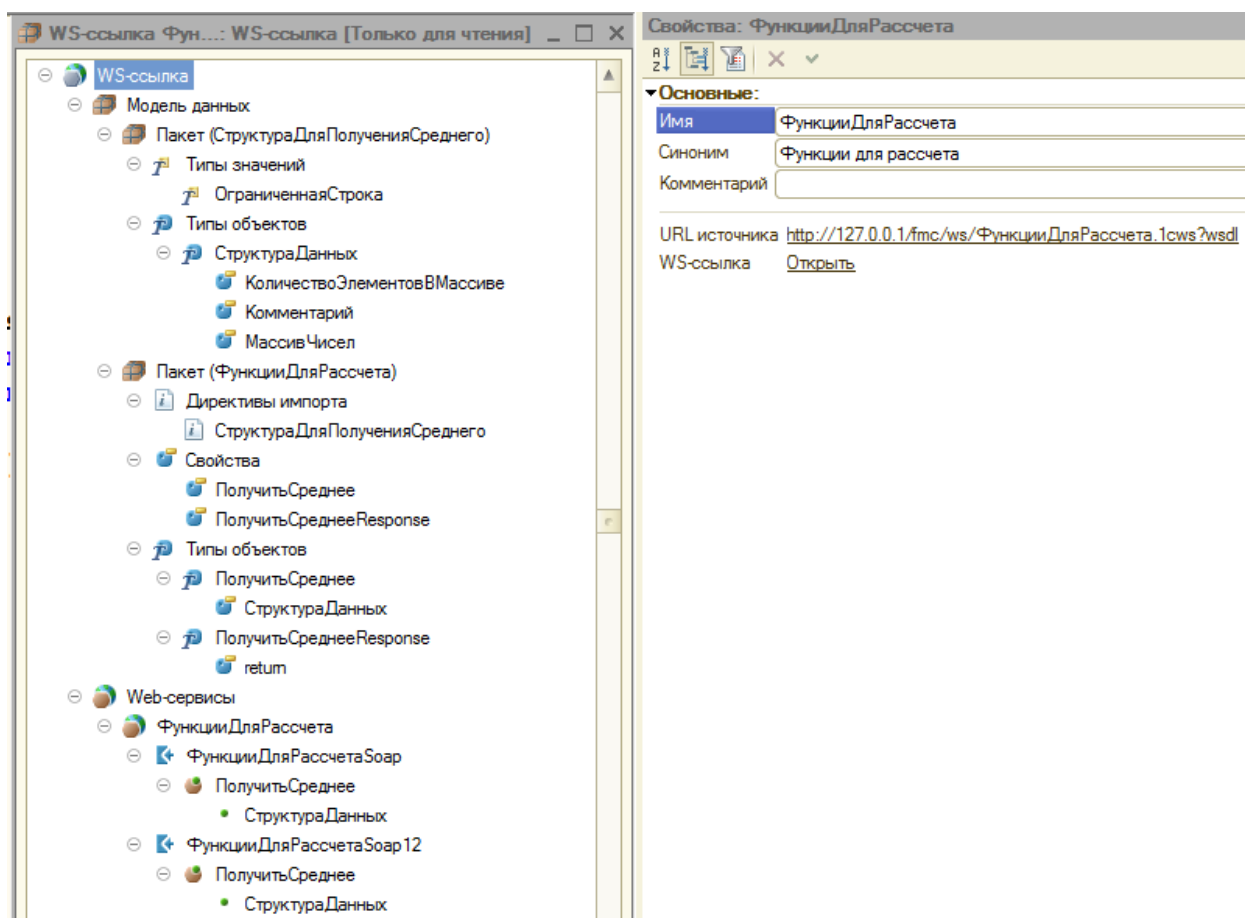 WS-ссылка Фун...: WS-ссылка [Только для чтения]
WS-ссылка
Модель данных
Пакет (СтруктураДляПолученияСреднего)
Типы значений
ОграниченнаяСтрока
Типы объектов
СтруктураДанных
КоличествоЭлементовВМассиве
Комментарий
МассивЧисел
Пакет (ФункцииДляРассчета)
Директивы импорта
СтруктураДляПолученияСреднего
Свойства
ПолучитьСреднее
ПолучитьСреднееResponse
Типы объектов
ПолучитьСреднее
СтруктураДанных
ПолучитьСреднееResponse
return
Web-сервисы
ФункцииДляРассчета
ФункцииДляРассчетаSoap
ПолучитьСреднее
СтруктураДанных
ФункцииДляРассчетаSoap12
ПолучитьСреднее
СтруктураДанных
Свойства: ФункцииДляРассчета
Основные:
Имя ФункцииДляРассчета
Синоним Функции для рассчета
Комментарий
URL источника http://127.0.0.1/fmc/ws/ФункцииДляРассчета.1cws?wsdl
WS-ссылка Открыть